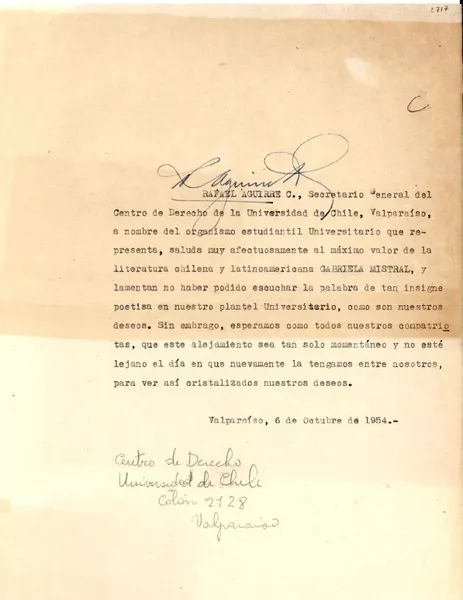 2717
C
RAFAEL AGUIRRE C., Secretario General del
Centro de Derecho de la Universidad de Chile, Valparaíso,
a nombre del organismo estudiantil Universitario que re-
presenta, saluda muy afectuosamente al máximo valor de la
literatura chilena y latinoamericana GABRIELA MISTRAL, y
lamentan no haber podido escuchar la palabra de tan insigne
poetisa en nuestro plantel Universitario, como son nuestros
deseos. Sin embrago, esperamos como todos nuestros compatrio
tas, que este alejamiento sea tan solo momentáneo y no esté
lejano el día en que nuevamente la tengamos entre nosotros,
para ver así cristalizados nuestros deseos.
Valparaíso, 6 de Octubre de 1954.-
Centro de Derecho
Universidad de Chile
Colón 2128
Valparaiso